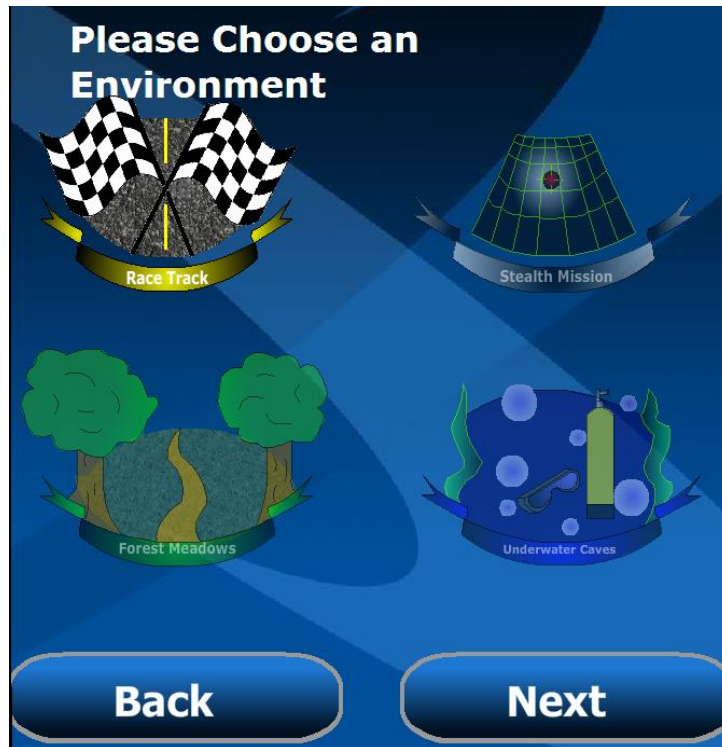 Please Choose an
Environment
Race Track
Stealth Mission
Forest Meadows
Underwater Caves
Back
Next